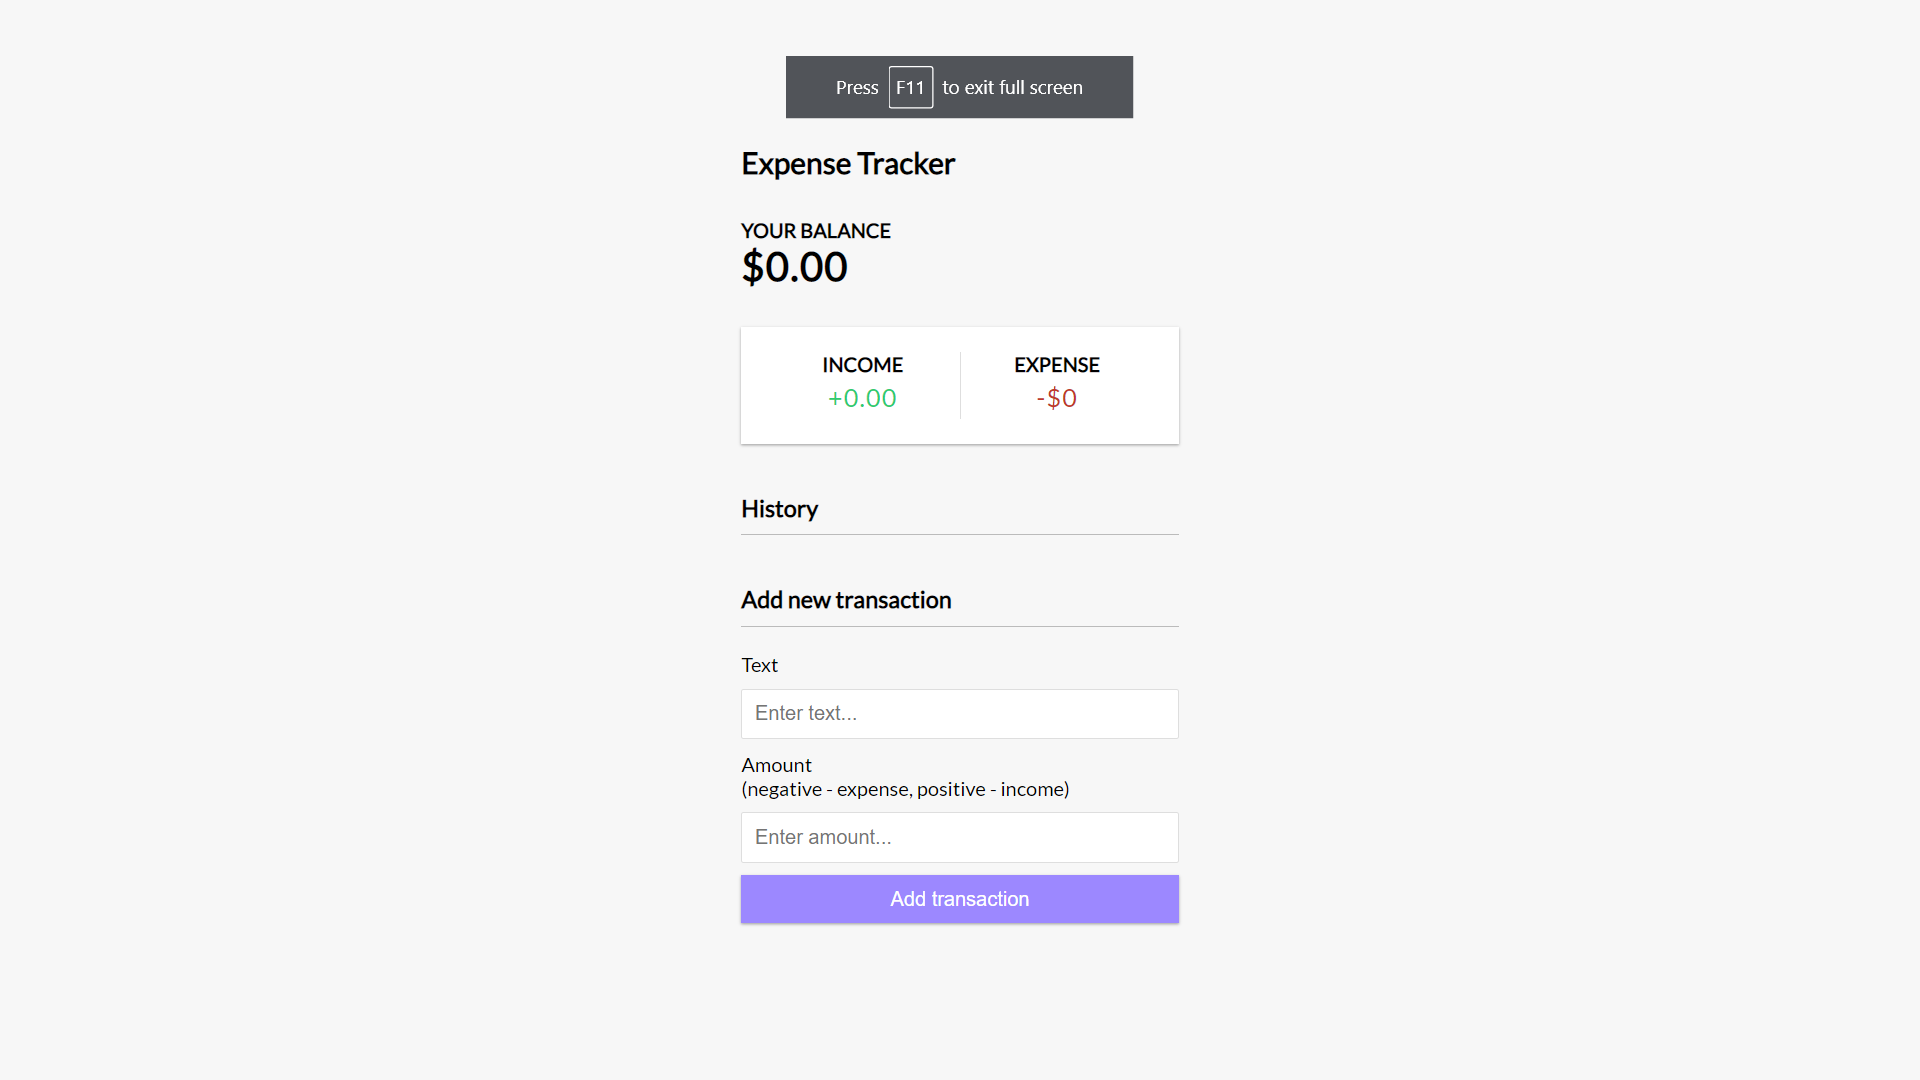 Press F11 to exit full screen
Expense Tracker
YOUR BALANCE
$0.00
INCOME
+0.00
EXPENSE
-$0
History
Add new transaction
Text
Enter text...
Amount
(negative - expense, positive - income)
Enter amount...
Add transaction